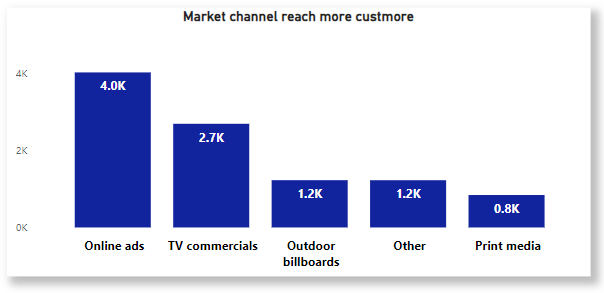 Market channel reach more custmore
4K
2K
0K
4.0K
2.7K
1.2K
1.2K
0.8K
Online ads
TV commercials
Outdoor
billboards
Other
Print media